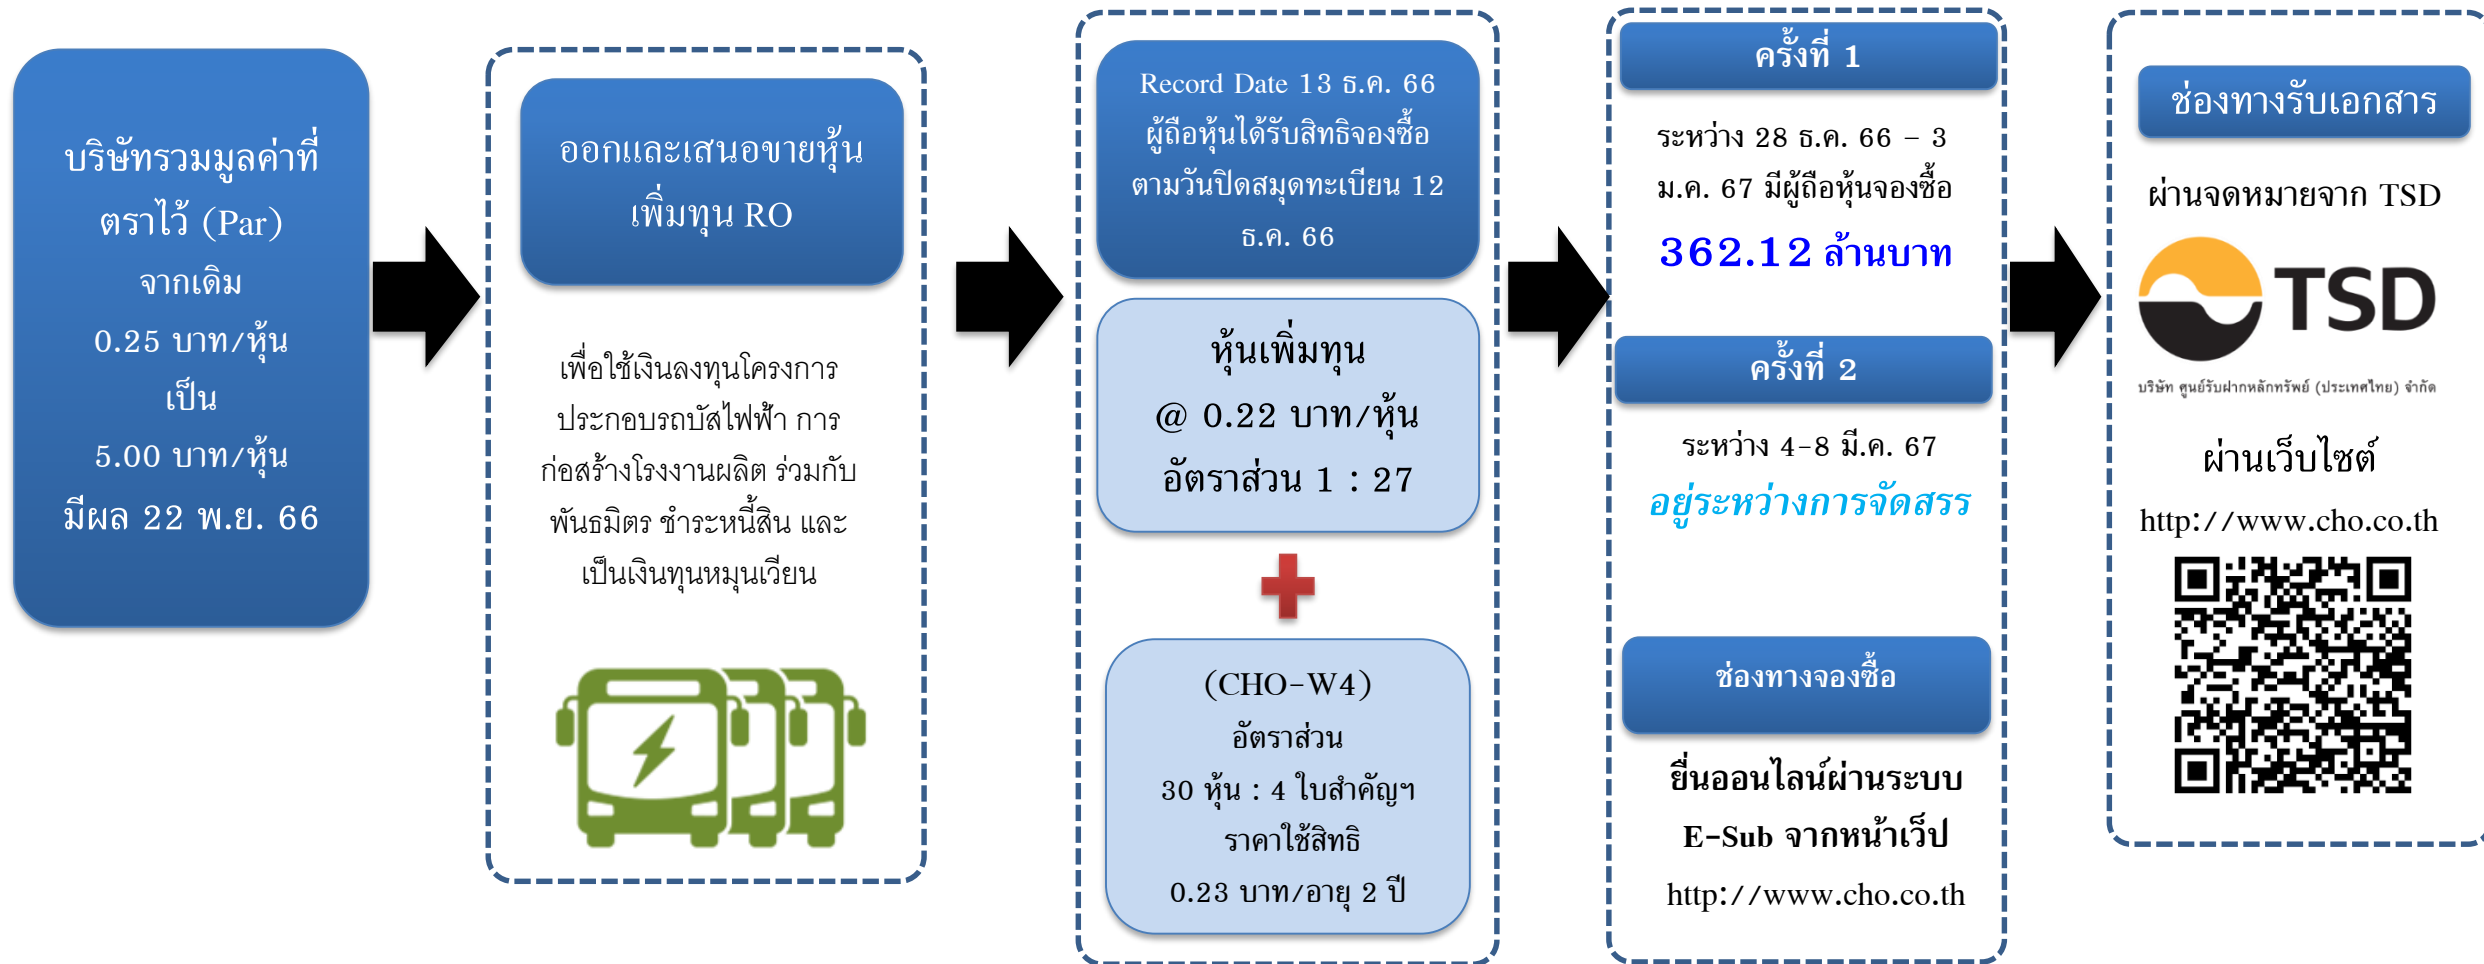 บริษัทรวมมูลค่าที่
ตราไว้ (Par)
จากเดิม
0.25 บาท/หุ้น
เป็น
5.00 บาท/หุ้น
มีผล 22 พ.ย. 66
ออกและเสนอขายหุ้น
เพิ่มทุน RO
เพื่อใช้เงินลงทุนโครงการ
ประกอบรถบัสไฟฟ้า การ
ก่อสร้างโรงงานผลิต ร่วมกับ
พันธมิตร ชำระหนี้สิน และ
เป็นเงินทุนหมุนเวียน
Record Date 13 ธ.ค. 66
ผู้ถือหุ้นได้รับสิทธิจองซื้อ
ตามวันปิดสมุดทะเบียน 12
ธ.ค. 66
หุ้นเพิ่มทุน
@ 0.22 บาท/หุ้น
อัตราส่วน 1 : 27
(CHO-W4)
อัตราส่วน
30 หุ้น : 4 ใบสำคัญฯ
ราคาใช้สิทธิ
0.23 บาท/อายุ 2 ปี
ครั้งที่ 1
ระหว่าง 28 ธ.ค. 66 – 3
ม.ค. 67 มีผู้ถือหุ้นจองซื้อ
362.12 ล้านบาท
ครั้งที่ 2
ระหว่าง 4-8 มี.ค. 67
อยู่ระหว่างการจัดสรร
ช่องทางจองซื้อ
ยื่นออนไลน์ผ่านระบบ
E-Sub จากหน้าเว็ป
http://www.cho.co.th
ช่องทางรับเอกสาร
ผ่านจดหมายจาก TSD
TSD
บริษัท ศูนย์รับฝากหลักทรัพย์ (ประเทศไทย) จำกัด
ผ่านเว็บไซต์
http://www.cho.co.th